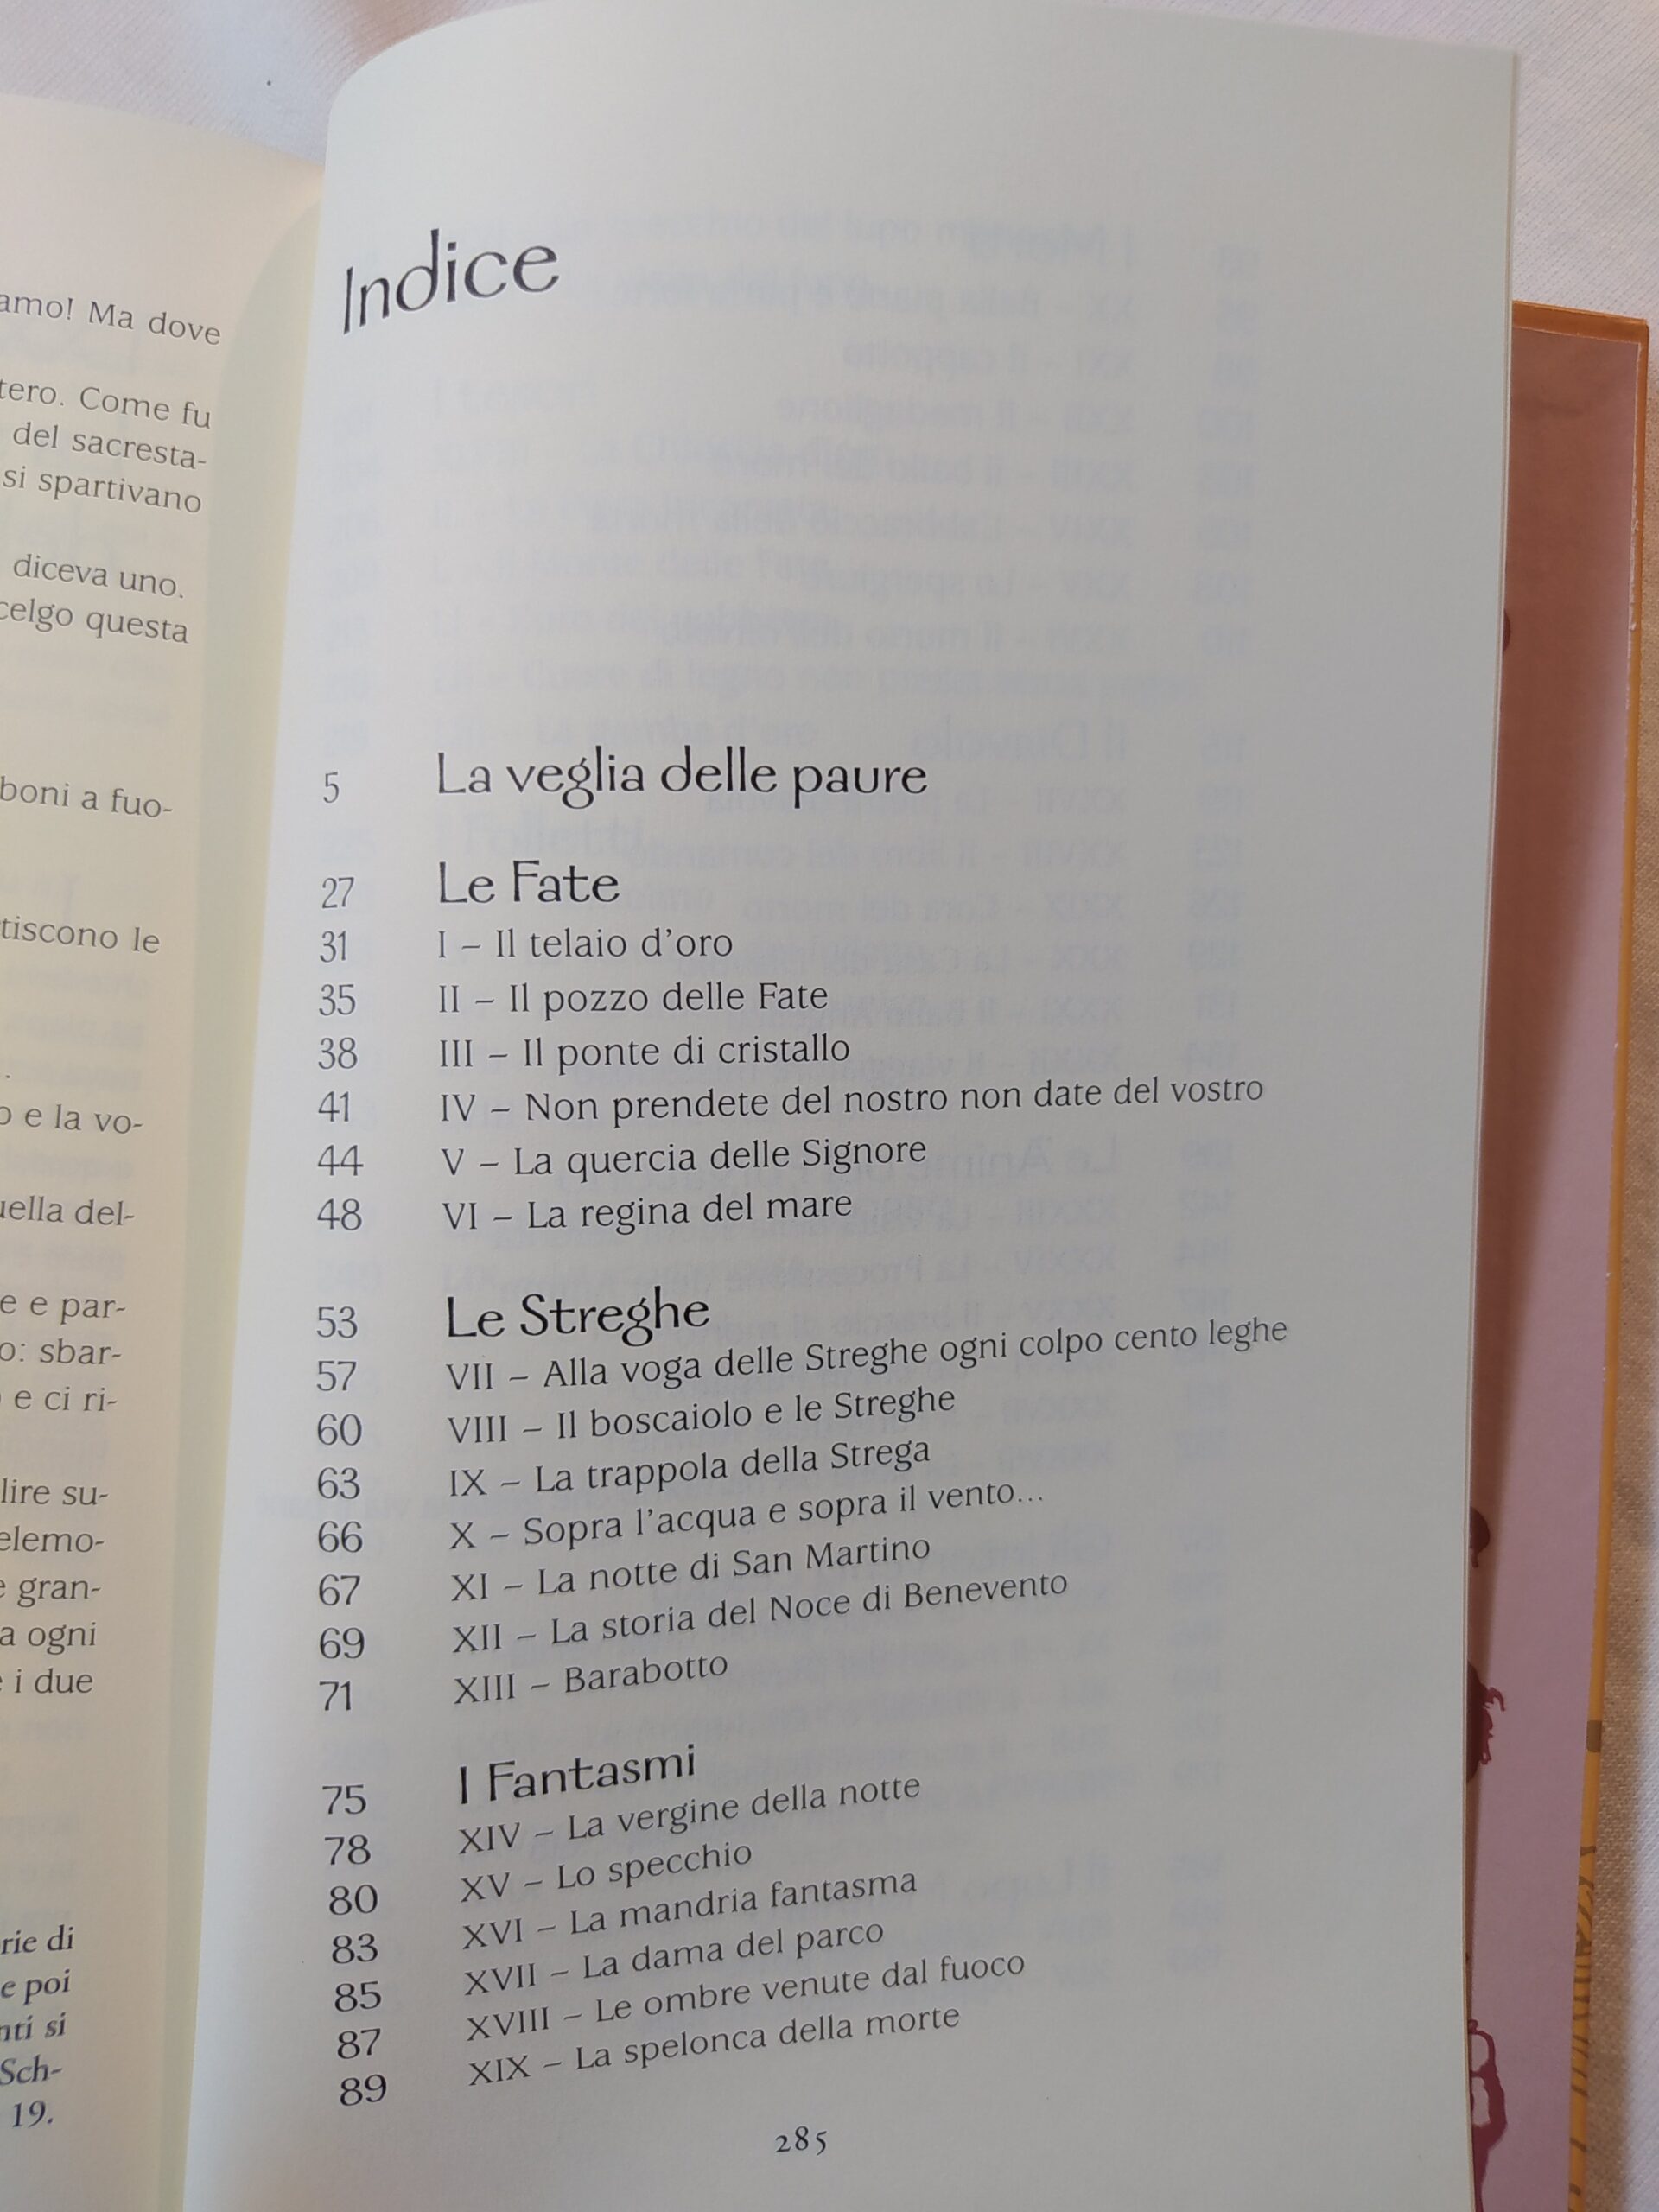 amo! Ma dove
tero. Come fu
del sacresta-
si spartivano
diceva uno.
celgo questa
boni a fuo-
tiscono le
o e la vo-
uella del-
e e par-
o: sbar-
e ci ri-
lire su-
elemo-
e gran-
a ogni
e i due
rie di
e poi
nti si
Sch-
19.
Indice
5 La veglia delle paure
27 Le Fate
31 I – Il telaio d'oro
35 II – Il pozzo delle Fate
38 III – Il ponte di cristallo
41 IV – Non prendete del nostro non date del vostro
44 V – La quercia delle Signore
48 VI – La regina del mare
53 Le Streghe
57 VII – Alla voga delle Streghe ogni colpo cento leghe
60 VIII – Il boscaiolo e le Streghe
63 IX – La trappola della Strega
66 X – Sopra l'acqua e sopra il vento...
67 XI – La notte di San Martino
69 XII – La storia del Noce di Benevento
71 XIII – Barabotto
75 I Fantasmi
78 XIV – La vergine della notte
80 XV – Lo specchio
83 XVI – La mandria fantasma
85 XVII – La dama del parco
87 XVIII – Le ombre venute dal fuoco
89 XIX – La spelonca della morte
285